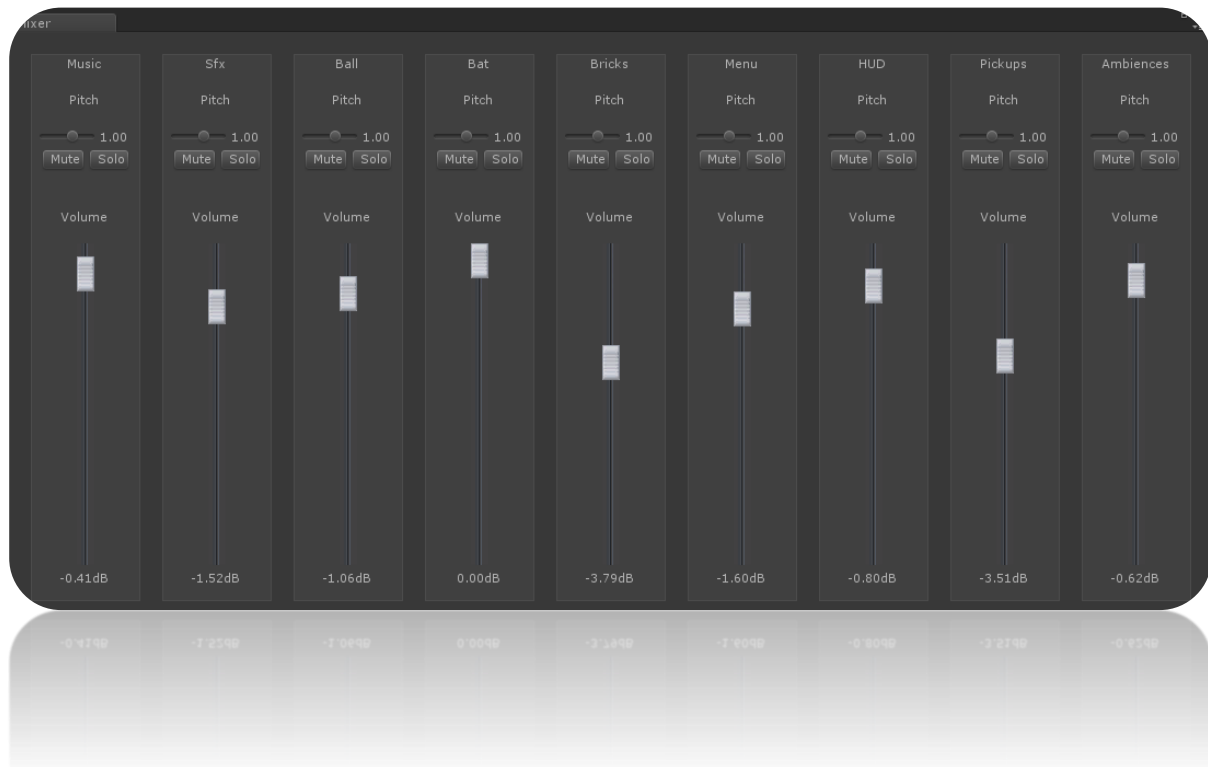 Music Sfx Ball Bat Bricks Menu HUD Pickups Ambiences
Pitch Pitch Pitch Pitch Pitch Pitch Pitch Pitch Pitch
1.00 1.00 1.00 1.00 1.00 1.00 1.00 1.00 1.00
Mute Solo Mute Solo Mute Solo Mute Solo Mute Solo Mute Solo Mute Solo Mute Solo Mute Solo
Volume Volume Volume Volume Volume Volume Volume Volume Volume
-0.41dB -1.52dB -1.06dB 0.00dB -3.79dB -1.60dB -0.80dB -3.51dB -0.62dB